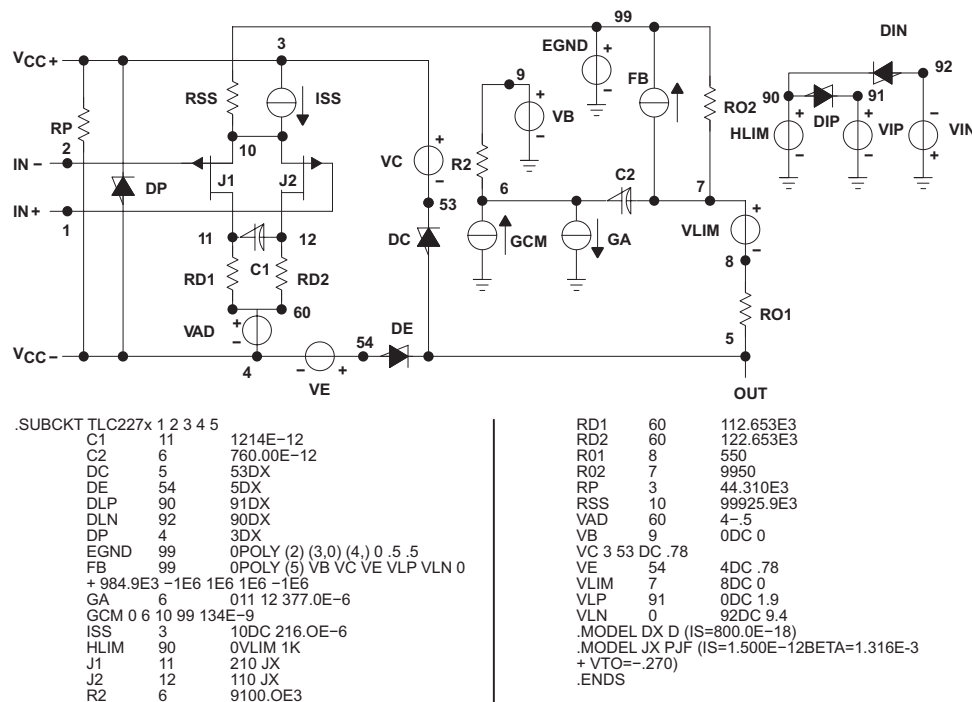 99
DIN
3
EGND
92
VCC+
9
FB
RSS
ISS
RO2
90
91
VB
RP
DIP
2
10
HLIM
VIP
VIN
IN −
VC
R2
J1
J2
C2
DP
6
7
IN+
53
1
11
12
DC
GCM
GA
VLIM
C1
8
RD1
RD2
60
RO1
VAD
DE
5
VCC−
54
4
VE
OUT
.SUBCKT TLC227x 1 2 3 4 5
C1 11 1214E−12
C2 6 760.00E−12
DC 5 53DX
DE 54 5DX
DLP 90 91DX
DLN 92 90DX
DP 4 3DX
EGND 99 0POLY (2) (3,0) (4,) 0 .5 .5
FB 99 0POLY (5) VB VC VE VLP VLN 0
+ 984.9E3 −1E6 1E6 1E6 −1E6
GA 6 011 12 377.0E−6
GCM 0 6 10 99 134E−9
ISS 3 10DC 216.OE−6
HLIM 90 0VLIM 1K
J1 11 210 JX
J2 12 110 JX
R2 6 9100.OE3
RD1 60 112.653E3
RD2 60 122.653E3
R01 8 550
R02 7 9950
RP 3 44.310E3
RSS 10 99925.9E3
VAD 60 4−.5
VB 9 0DC 0
VC 3 53 DC .78
VE 54 4DC .78
VLIM 7 8DC 0
VLP 91 0DC 1.9
VLN 0 92DC 9.4
.MODEL DX D (IS=800.0E−18)
.MODEL JX PJF (IS=1.500E−12BETA=1.316E-3
+ VTO=−.270)
.ENDS